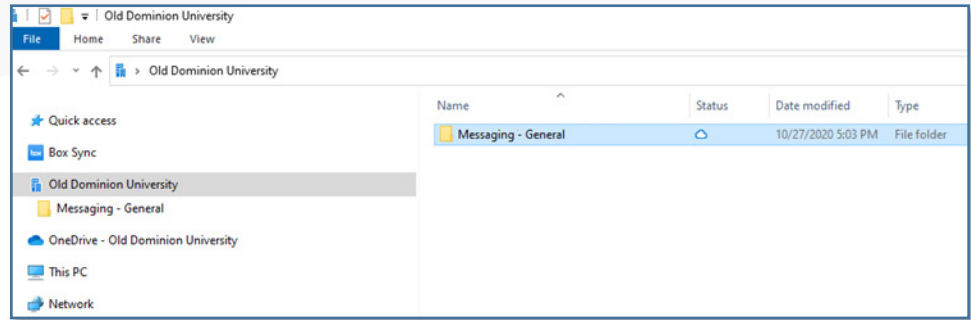 Old Dominion University
File Home Share View
Old Dominion University
Name Status Date modified Type
Quick access
Messaging - General 10/27/2020 5:03 PM File folder
box Box Sync
Old Dominion University
Messaging - General
OneDrive - Old Dominion University
This PC
Network